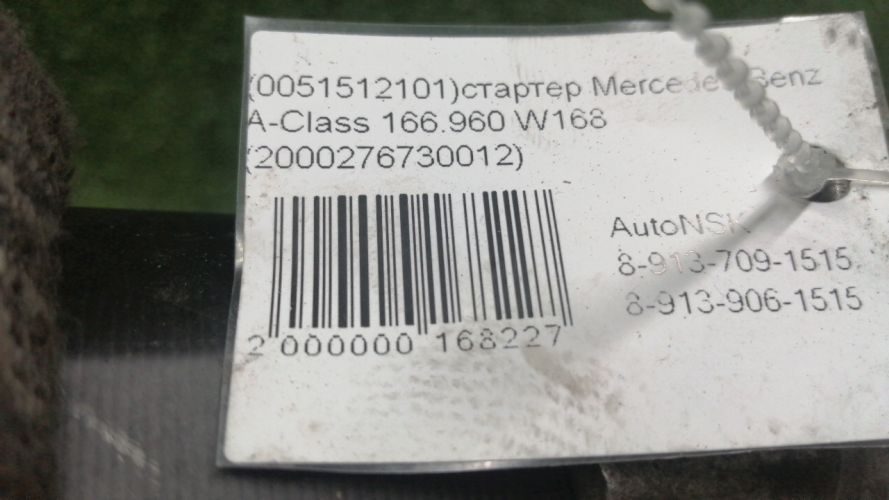 (0051512101)стартер Mercedes-Benz
A-Class 166.960 W168
(2000276730012)
AutoNSK
8-913-709-1515
8-913-906-1515
2 000000 168227